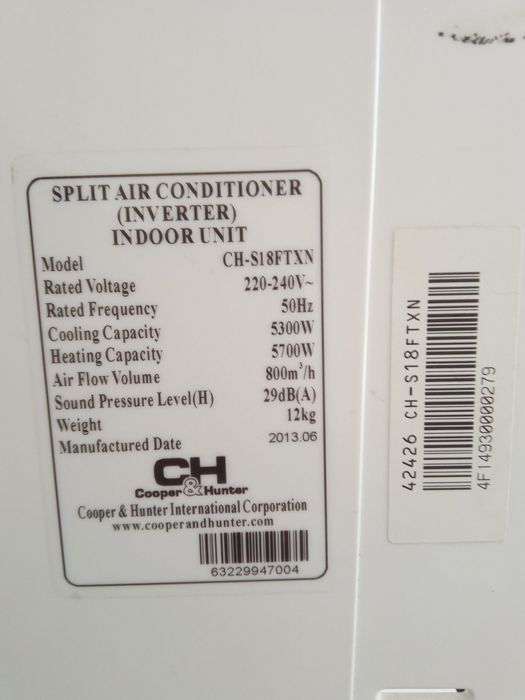 SPLIT AIR CONDITIONER
(INVERTER)
INDOOR UNIT
Model CH-S18FTXN
Rated Voltage 220-240V~
Rated Frequency 50Hz
Cooling Capacity 5300W
Heating Capacity 5700W
Air Flow Volume 800m³/h
Sound Pressure Level(H) 29dB(A)
Weight 12kg
Manufactured Date 2013.06
CH
Cooper & Hunter
Cooper & Hunter International Corporation
www.cooperandhunter.com
63229947004
42426 CH-S18FTXN
4F14930000279